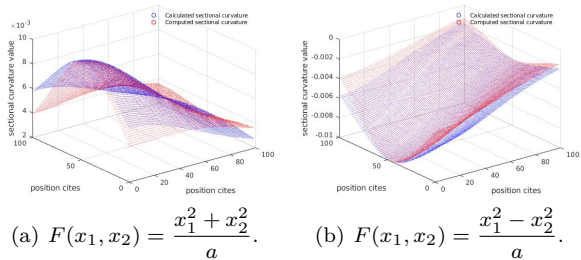 Calculated sectional curvature
Computed sectional curvature
×10⁻³
10
8
6
4
2
sectional curvature value
100
50
0
position cites
0
20
40
60
80
100
position cites
(a) F(x₁, x₂) = \frac{x₁² + x₂²}{a}.
Calculated sectional curvature
Computed sectional curvature
0
-0.002
-0.004
-0.006
-0.008
-0.01
sectional curvature value
100
50
0
position cites
0
20
40
60
80
100
position cites
(b) F(x₁, x₂) = \frac{x₁² − x₂²}{a}.